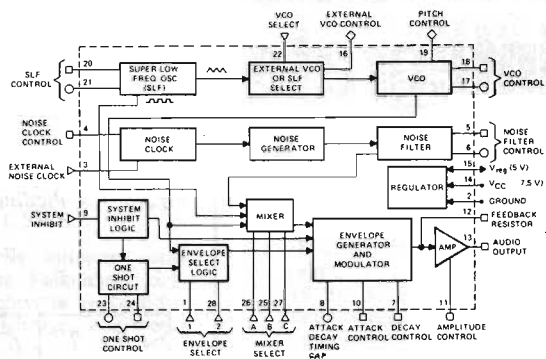 VCO SELECT
EXTERNAL VCO CONTROL
PITCH CONTROL
22
16
19
SLF CONTROL
20
21
SUPER LOW FREQ OSC (SLF)
EXTERNAL VCO OR SLF SELECT
VCO
18
17
VCO CONTROL
NOISE CLOCK CONTROL
4
NOISE CLOCK
NOISE GENERATOR
NOISE FILTER
5
6
NOISE FILTER CONTROL
EXTERNAL NOISE CLOCK
3
REGULATOR
15
Vreg (5 V)
14
VCC 7.5 V)
2
GROUND
SYSTEM INHIBIT
9
SYSTEM INHIBIT LOGIC
MIXER
ENVELOPE GENERATOR AND MODULATOR
12
FEEDBACK RESISTOR
AMP
13
AUDIO OUTPUT
ONE SHOT CIRCUT
ENVELOPE SELECT LOGIC
23
24
1
28
26
25
27
8
10
7
11
1
2
A
B
C
ONE SHOT CONTROL
ENVELOPE SELECT
MIXER SELECT
ATTACK DECAY TIMING CAP
ATTACK CONTROL
DECAY CONTROL
AMPLITUDE CONTROL